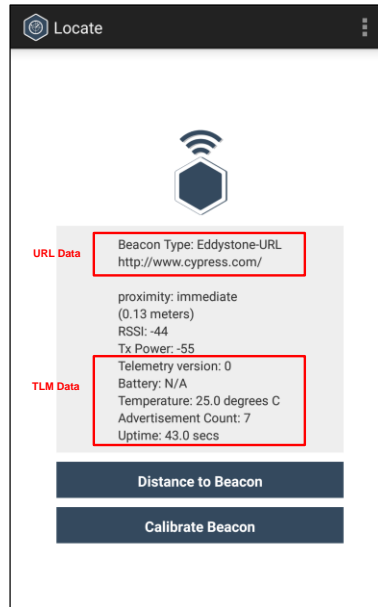 Locate
URL Data
Beacon Type: Eddystone-URL
http://www.cypress.com/
proximity: immediate
(0.13 meters)
RSSI: -44
Tx Power: -55
TLM Data
Telemetry version: 0
Battery: N/A
Temperature: 25.0 degrees C
Advertisement Count: 7
Uptime: 43.0 secs
Distance to Beacon
Calibrate Beacon